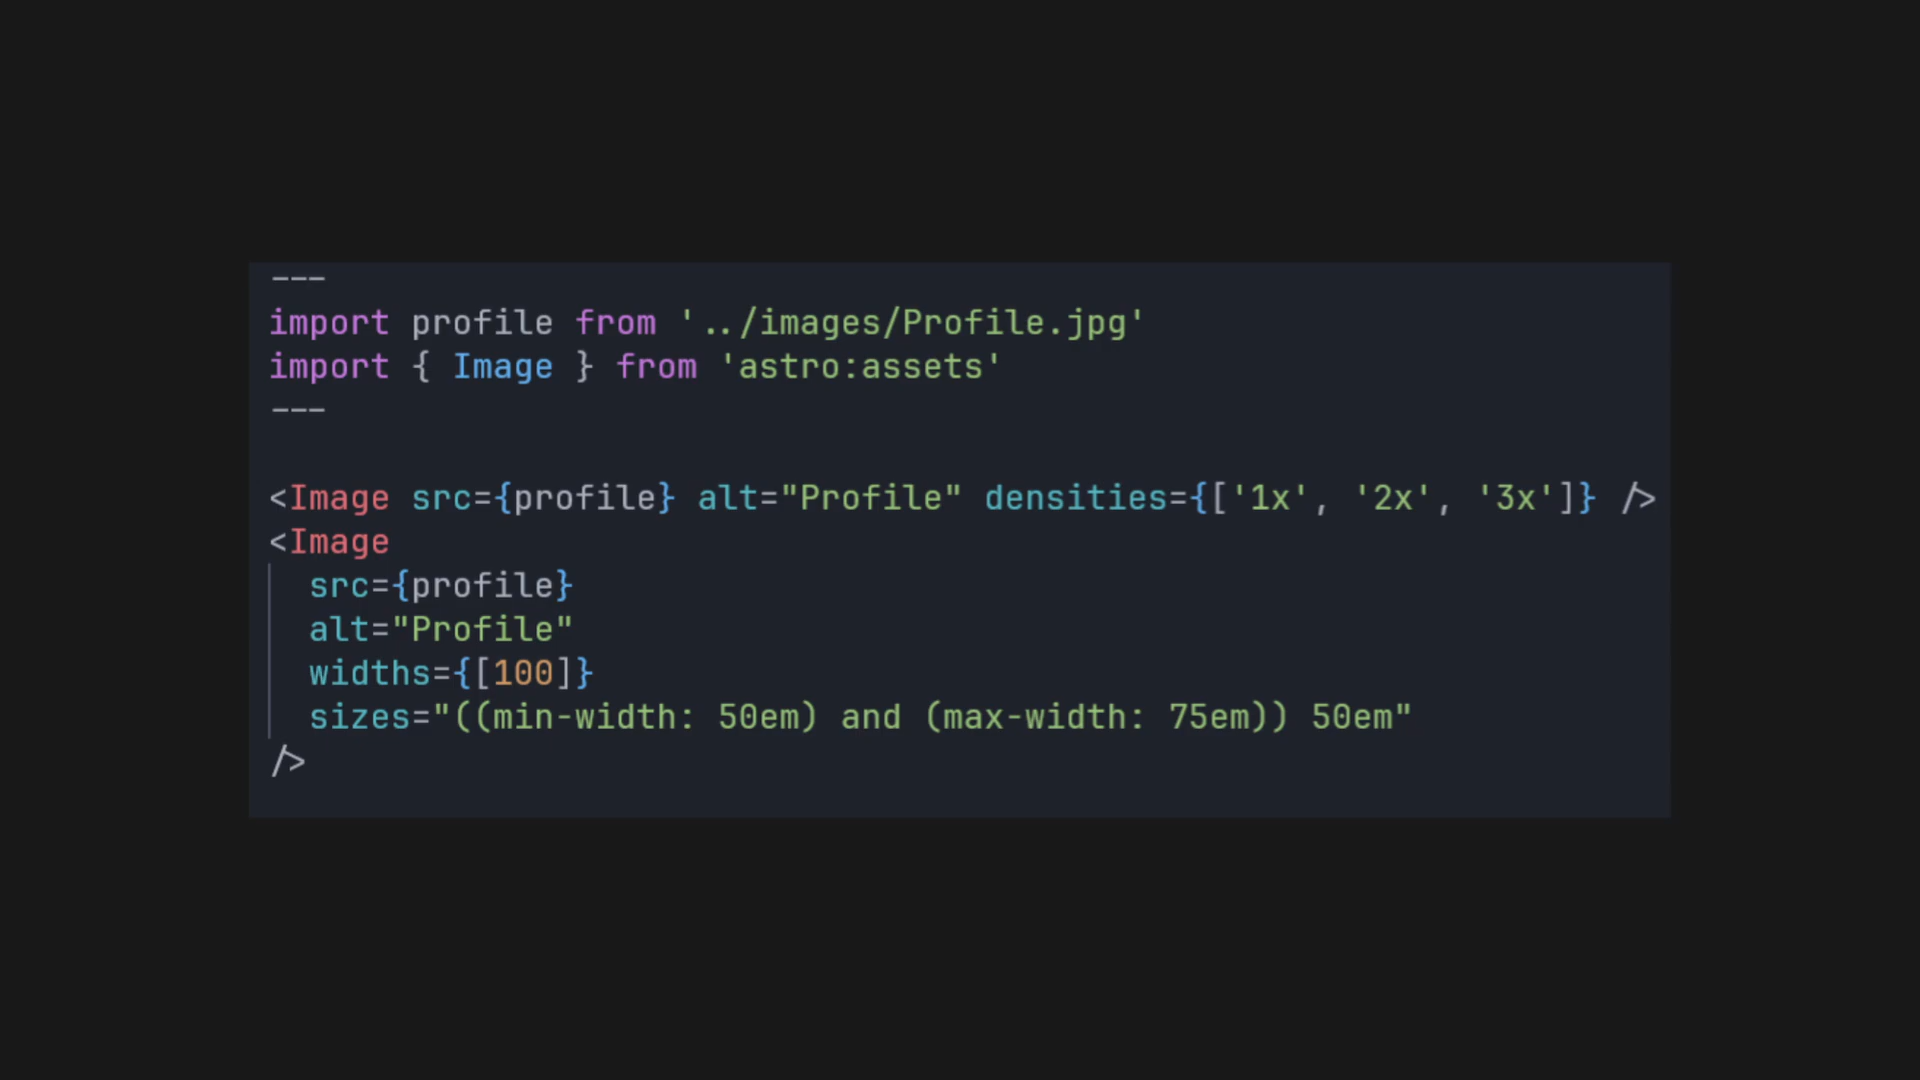 ---
import profile from '../images/Profile.jpg'
import { Image } from 'astro:assets'
---
<Image src={profile} alt="Profile" densities={['1x', '2x', '3x']} />
<Image
src={profile}
alt="Profile"
widths={[100]}
sizes="((min-width: 50em) and (max-width: 75em)) 50em"
/>